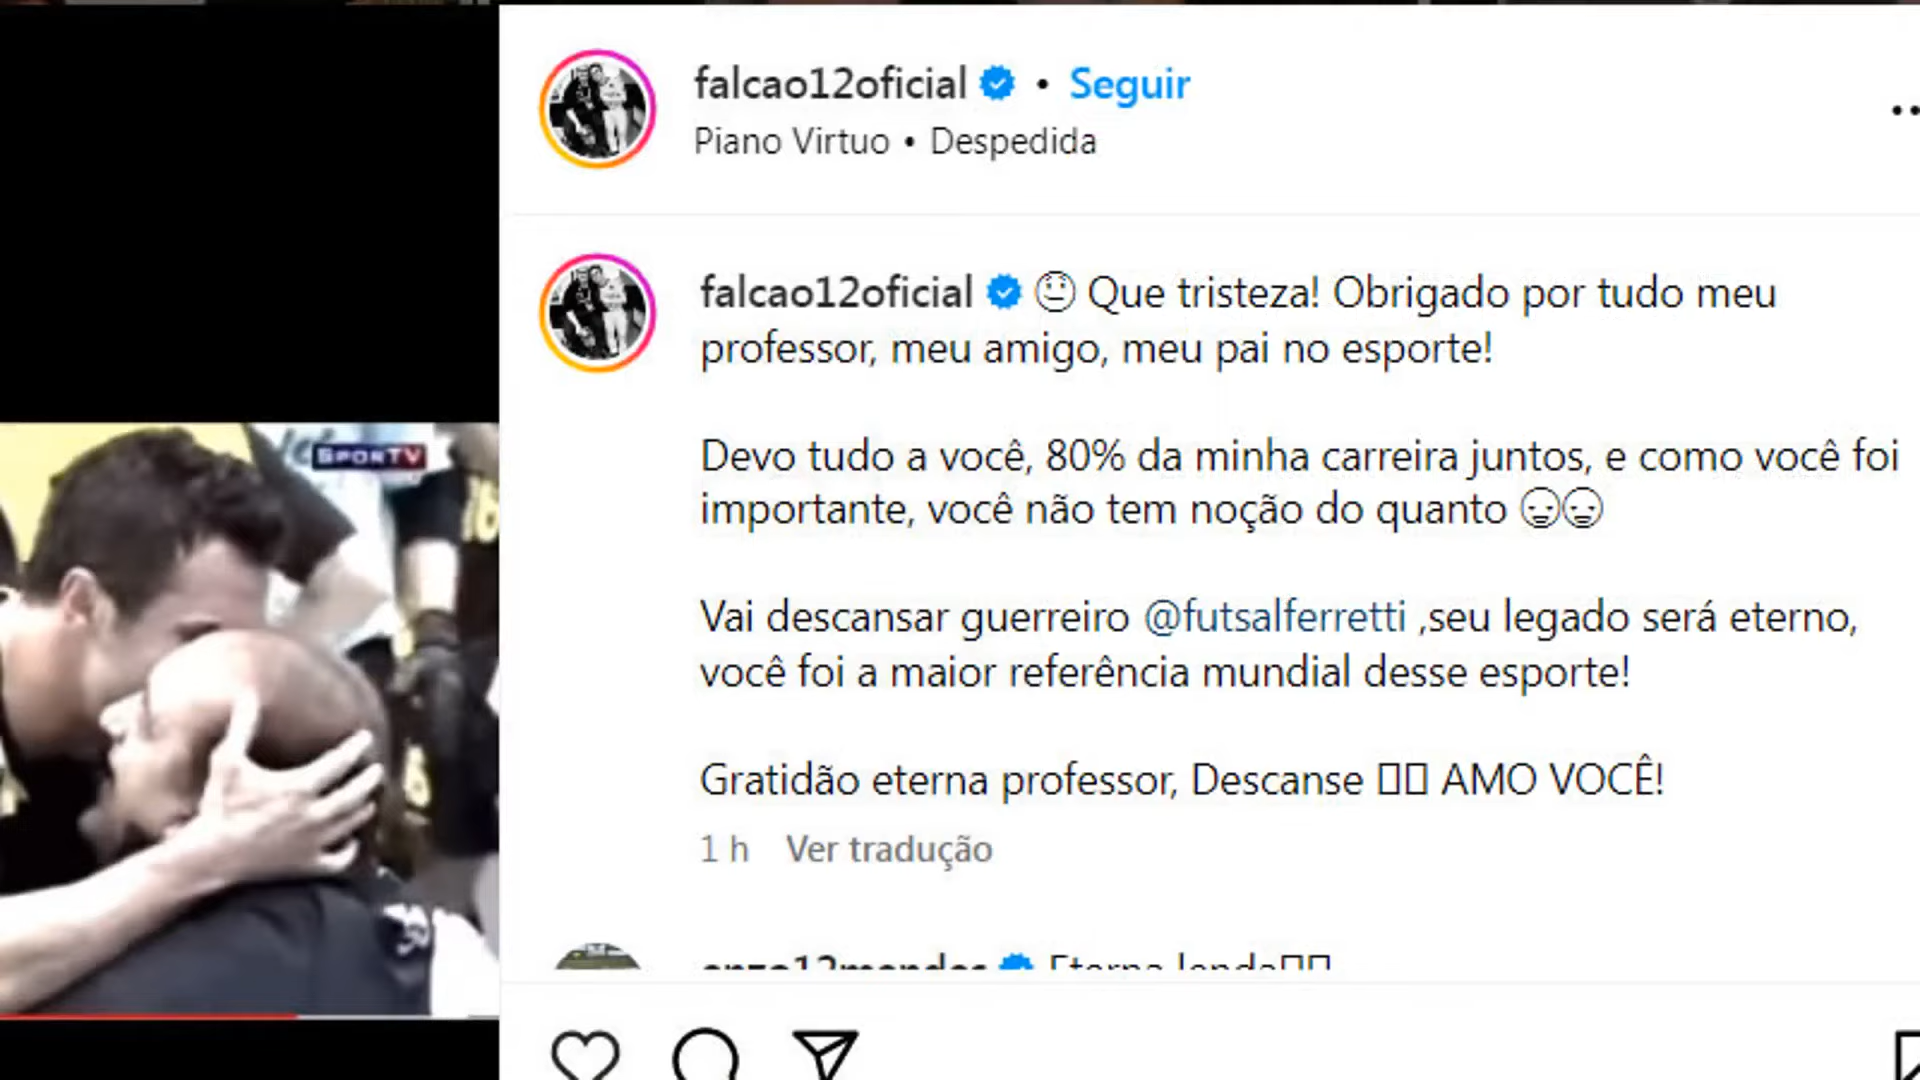 falcao12oficial • Seguir
Piano Virtuo • Despedida
SPORTV
falcao12oficial Que tristeza! Obrigado por tudo meu
professor, meu amigo, meu pai no esporte!
Devo tudo a você, 80% da minha carreira juntos, e como você foi
importante, você não tem noção do quanto
Vai descansar guerreiro @futsalferretti ,seu legado será eterno,
você foi a maior referência mundial desse esporte!
Gratidão eterna professor, Descanse AMO VOCÊ!
1 h Ver tradução
enzo12mendes Eterna lenda